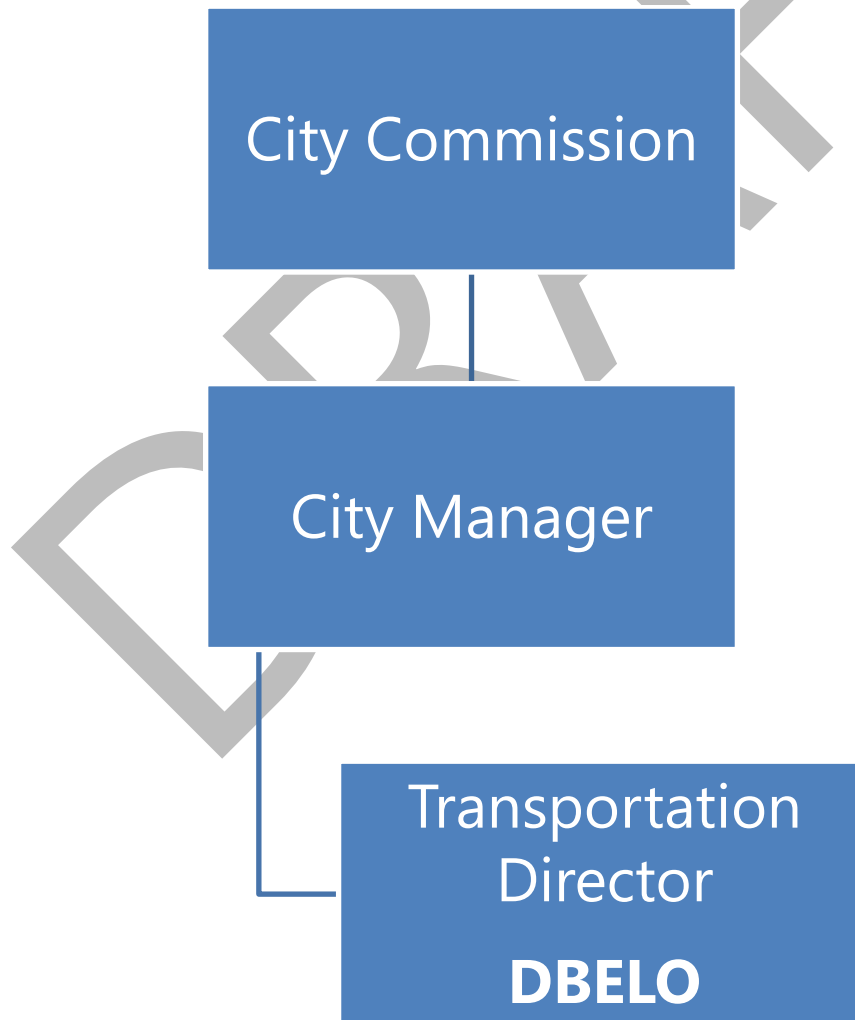 City Commission
City Manager
Transportation
Director
DBELO